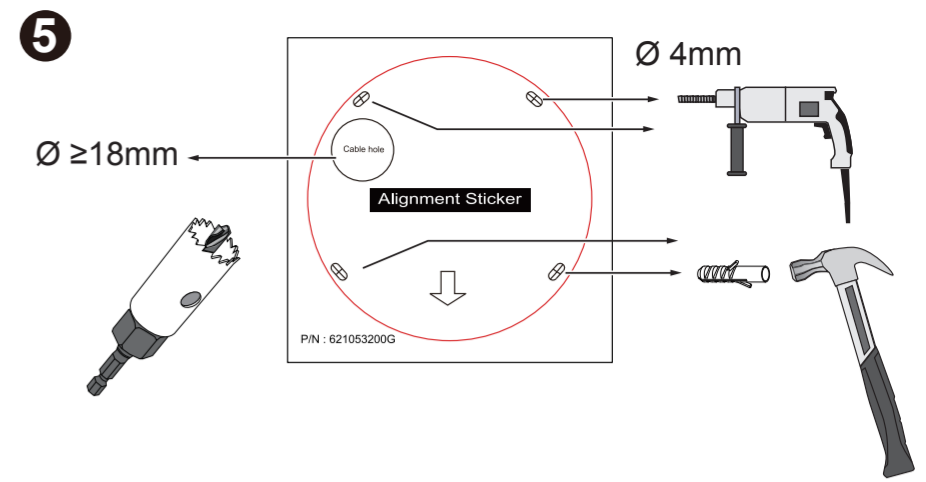 5
Ø 4mm
Ø ≥18mm
Cable hole
Alignment Sticker
P/N : 621053200G